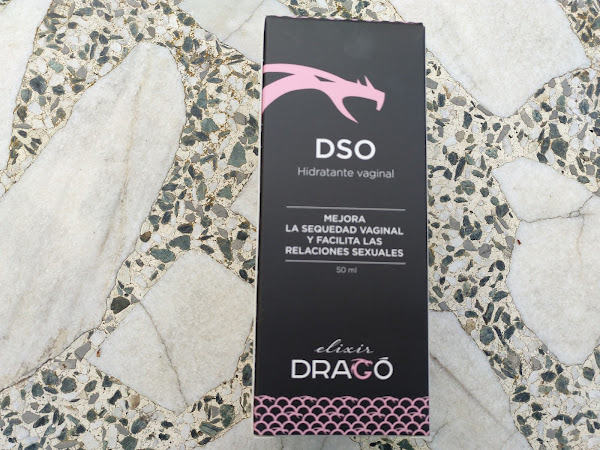 DSO
Hidratante vaginal
MEJORA
LA SEQUEDAD VAGINAL
Y FACILITA LAS
RELACIONES SEXUALES
50 ml
elixir
DRAGÓ